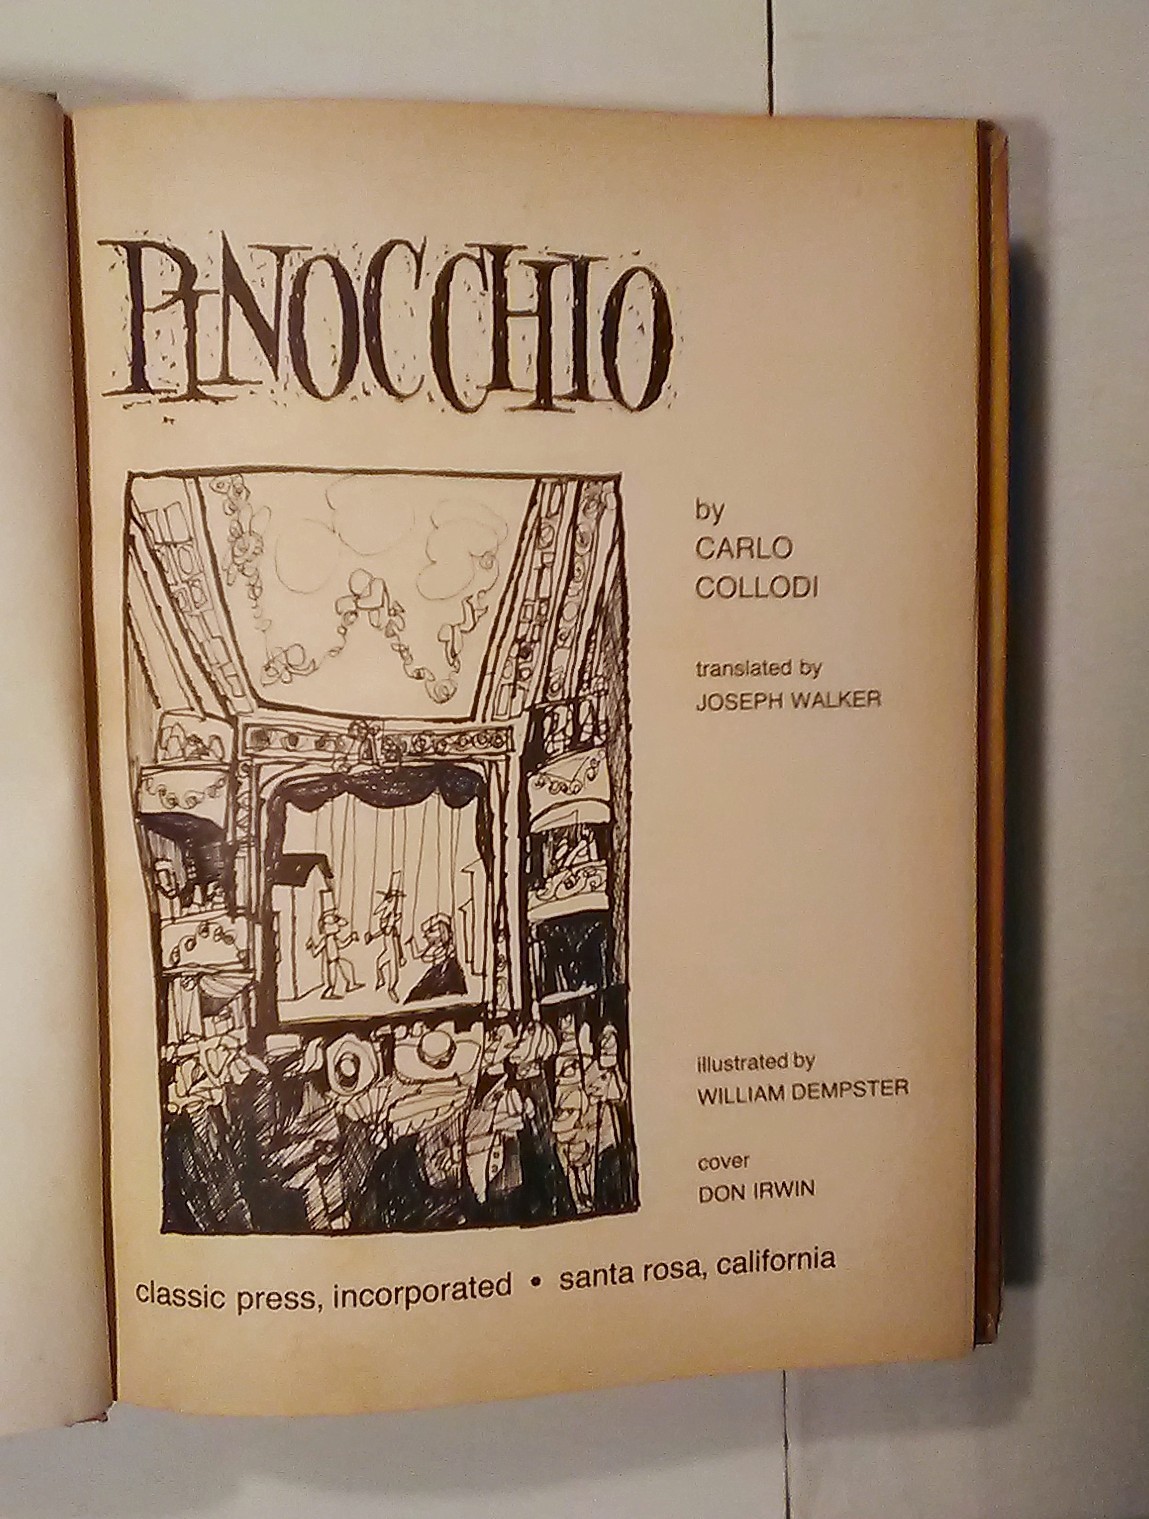 PINOCCHIO
by
CARLO
COLLODI
translated by
JOSEPH WALKER
illustrated by
WILLIAM DEMPSTER
cover
DON IRWIN
classic press, incorporated • santa rosa, california